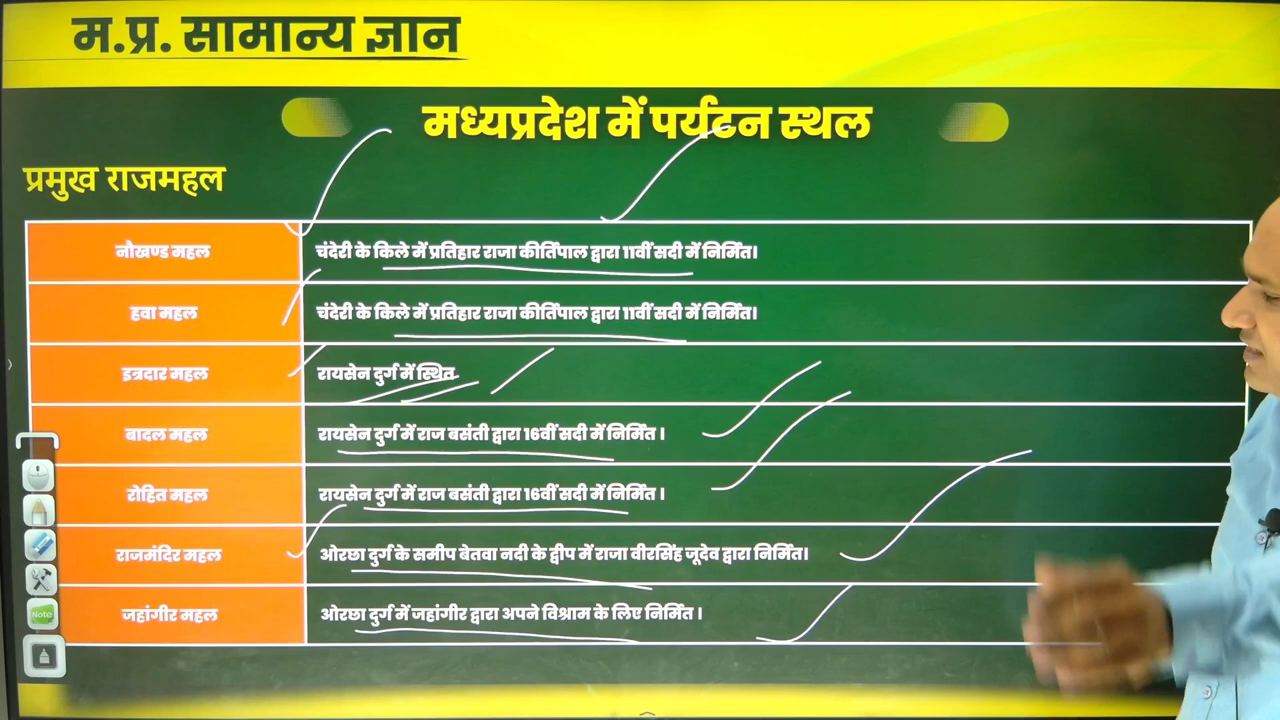 म.प्र. सामान्य ज्ञान
मध्यप्रदेश में पर्यटन स्थल
प्रमुख राजमहल
नौखण्ड महल चंदेरी के किले में प्रतिहार राजा कीर्तिपाल द्वारा 11वीं सदी में निर्मित।
हवा महल चंदेरी के किले में प्रतिहार राजा कीर्तिपाल द्वारा 11वीं सदी में निर्मित।
इत्रदार महल रायसेन दुर्ग में स्थित
बादल महल रायसेन दुर्ग में राज बसंती द्वारा 16वीं सदी में निर्मित ।
रोहित महल रायसेन दुर्ग में राज बसंती द्वारा 16वीं सदी में निर्मित ।
राजमंदिर महल ओरछा दुर्ग के समीप बेतवा नदी के द्वीप में राजा वीरसिंह जूदेव द्वारा निर्मित।
जहांगीर महल ओरछा दुर्ग में जहांगीर द्वारा अपने विश्राम के लिए निर्मित ।
Note